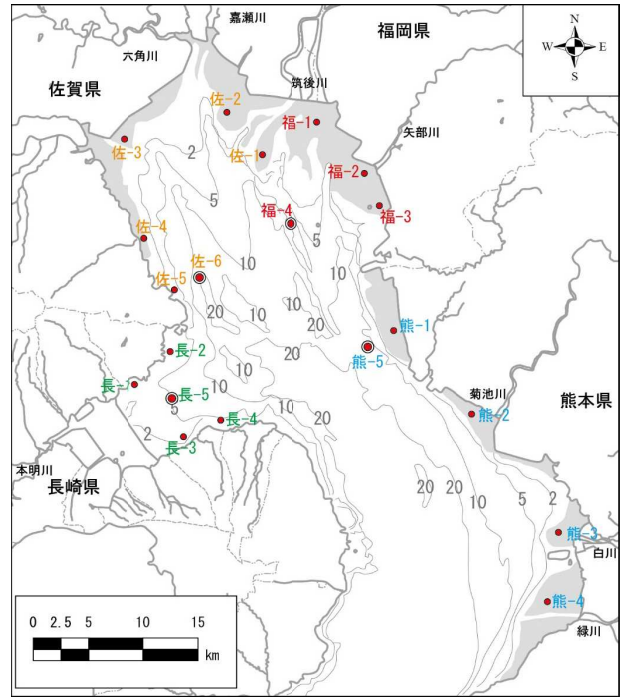 嘉瀬川
福岡県
N
W E
S
六角川
佐賀県
筑後川
佐-2
福-1
矢部川
佐-3
2
佐-1
福-2
5
福-4
福-3
佐-4
5
佐-6
10
10
佐-5
20
10
10
20
熊-1
長-2
20
熊-5
長-1
10
菊池川
熊本県
長-5
5
10
熊-2
長-4
20
2
長-3
本明川
長崎県
20
20
10
5
2
熊-3
白川
熊-4
緑川
0 2.5 5 10 15
km